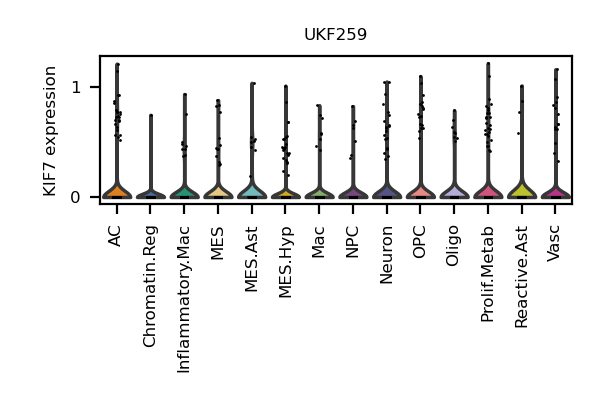 UKF259
KIF7 expression
1
0
AC
Chromatin.Reg
Inflammatory.Mac
MES
MES.Ast
MES.Hyp
Mac
NPC
Neuron
OPC
Oligo
Prolif.Metab
Reactive.Ast
Vasc